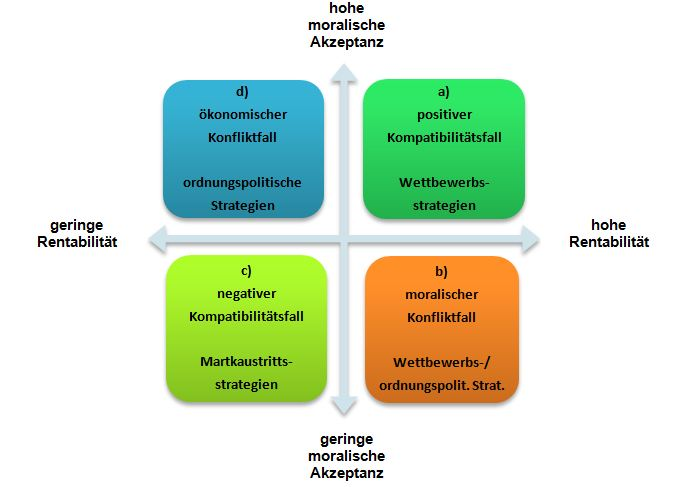 hohe
moralische
Akzeptanz
d)
ökonomischer
Konfliktfall
ordnungspolitische
Strategien
a)
positiver
Kompatibilitätsfall
Wettbewerbs-
strategien
geringe
Rentabilität
hohe
Rentabilität
c)
negativer
Kompatibilitätsfall
Martkaustritts-
strategien
b)
moralischer
Konfliktfall
Wettbewerbs-/
ordnungspolit. Strat.
geringe
moralische
Akzeptanz